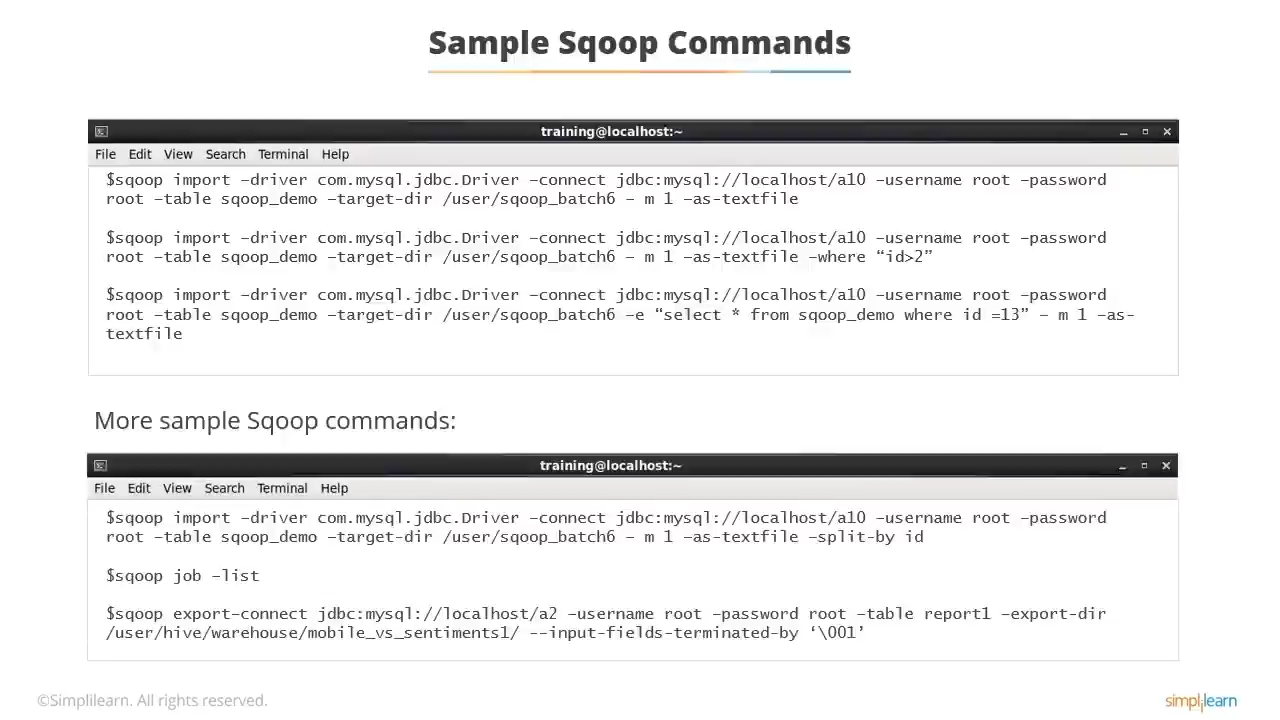 Sample Sqoop Commands
training@localhost:~
File Edit View Search Terminal Help
$sqoop import –driver com.mysql.jdbc.Driver –connect jdbc:mysql://localhost/a10 –username root –password
root –table sqoop_demo –target-dir /user/sqoop_batch6 – m 1 –as-textfile
$sqoop import –driver com.mysql.jdbc.Driver –connect jdbc:mysql://localhost/a10 –username root –password
root –table sqoop_demo –target-dir /user/sqoop_batch6 – m 1 –as-textfile –where “id>2”
$sqoop import –driver com.mysql.jdbc.Driver –connect jdbc:mysql://localhost/a10 –username root –password
root –table sqoop_demo –target-dir /user/sqoop_batch6 –e “select * from sqoop_demo where id =13” – m 1 –as-
textfile
More sample Sqoop commands:
training@localhost:~
File Edit View Search Terminal Help
$sqoop import –driver com.mysql.jdbc.Driver –connect jdbc:mysql://localhost/a10 –username root –password
root –table sqoop_demo –target-dir /user/sqoop_batch6 – m 1 –as-textfile –split-by id
$sqoop job –list
$sqoop export–connect jdbc:mysql://localhost/a2 –username root –password root –table report1 –export-dir
/user/hive/warehouse/mobile_vs_sentiments1/ --input-fields-terminated-by ‘\001’
©Simplilearn. All rights reserved.
simplilearn